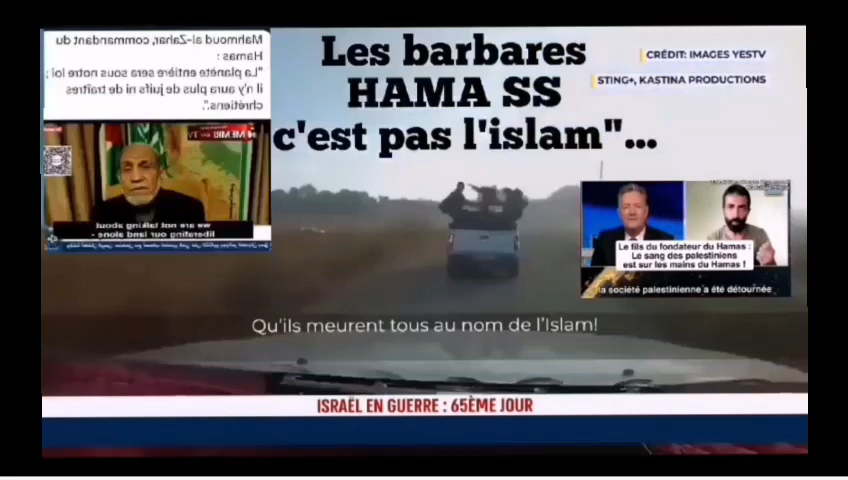 Mahmoud al-Zahar, commandant du
Hamas :
"La planète entière sera sous notre loi ;
il n'y aura plus de juifs ni de traîtres
chrétiens".
MEMRI TV
we are not talking about
liberating our land alone -
Les barbares
HAMA SS
c'est pas l'islam"...
CRÉDIT: IMAGES YESTV
STING+, KASTINA PRODUCTIONS
Le fils du fondateur du Hamas :
Le sang des palestiniens
est sur les mains du Hamas !
la société palestinienne a été détournée
Qu'ils meurent tous au nom de l'Islam!
ISRAËL EN GUERRE : 65ÈME JOUR